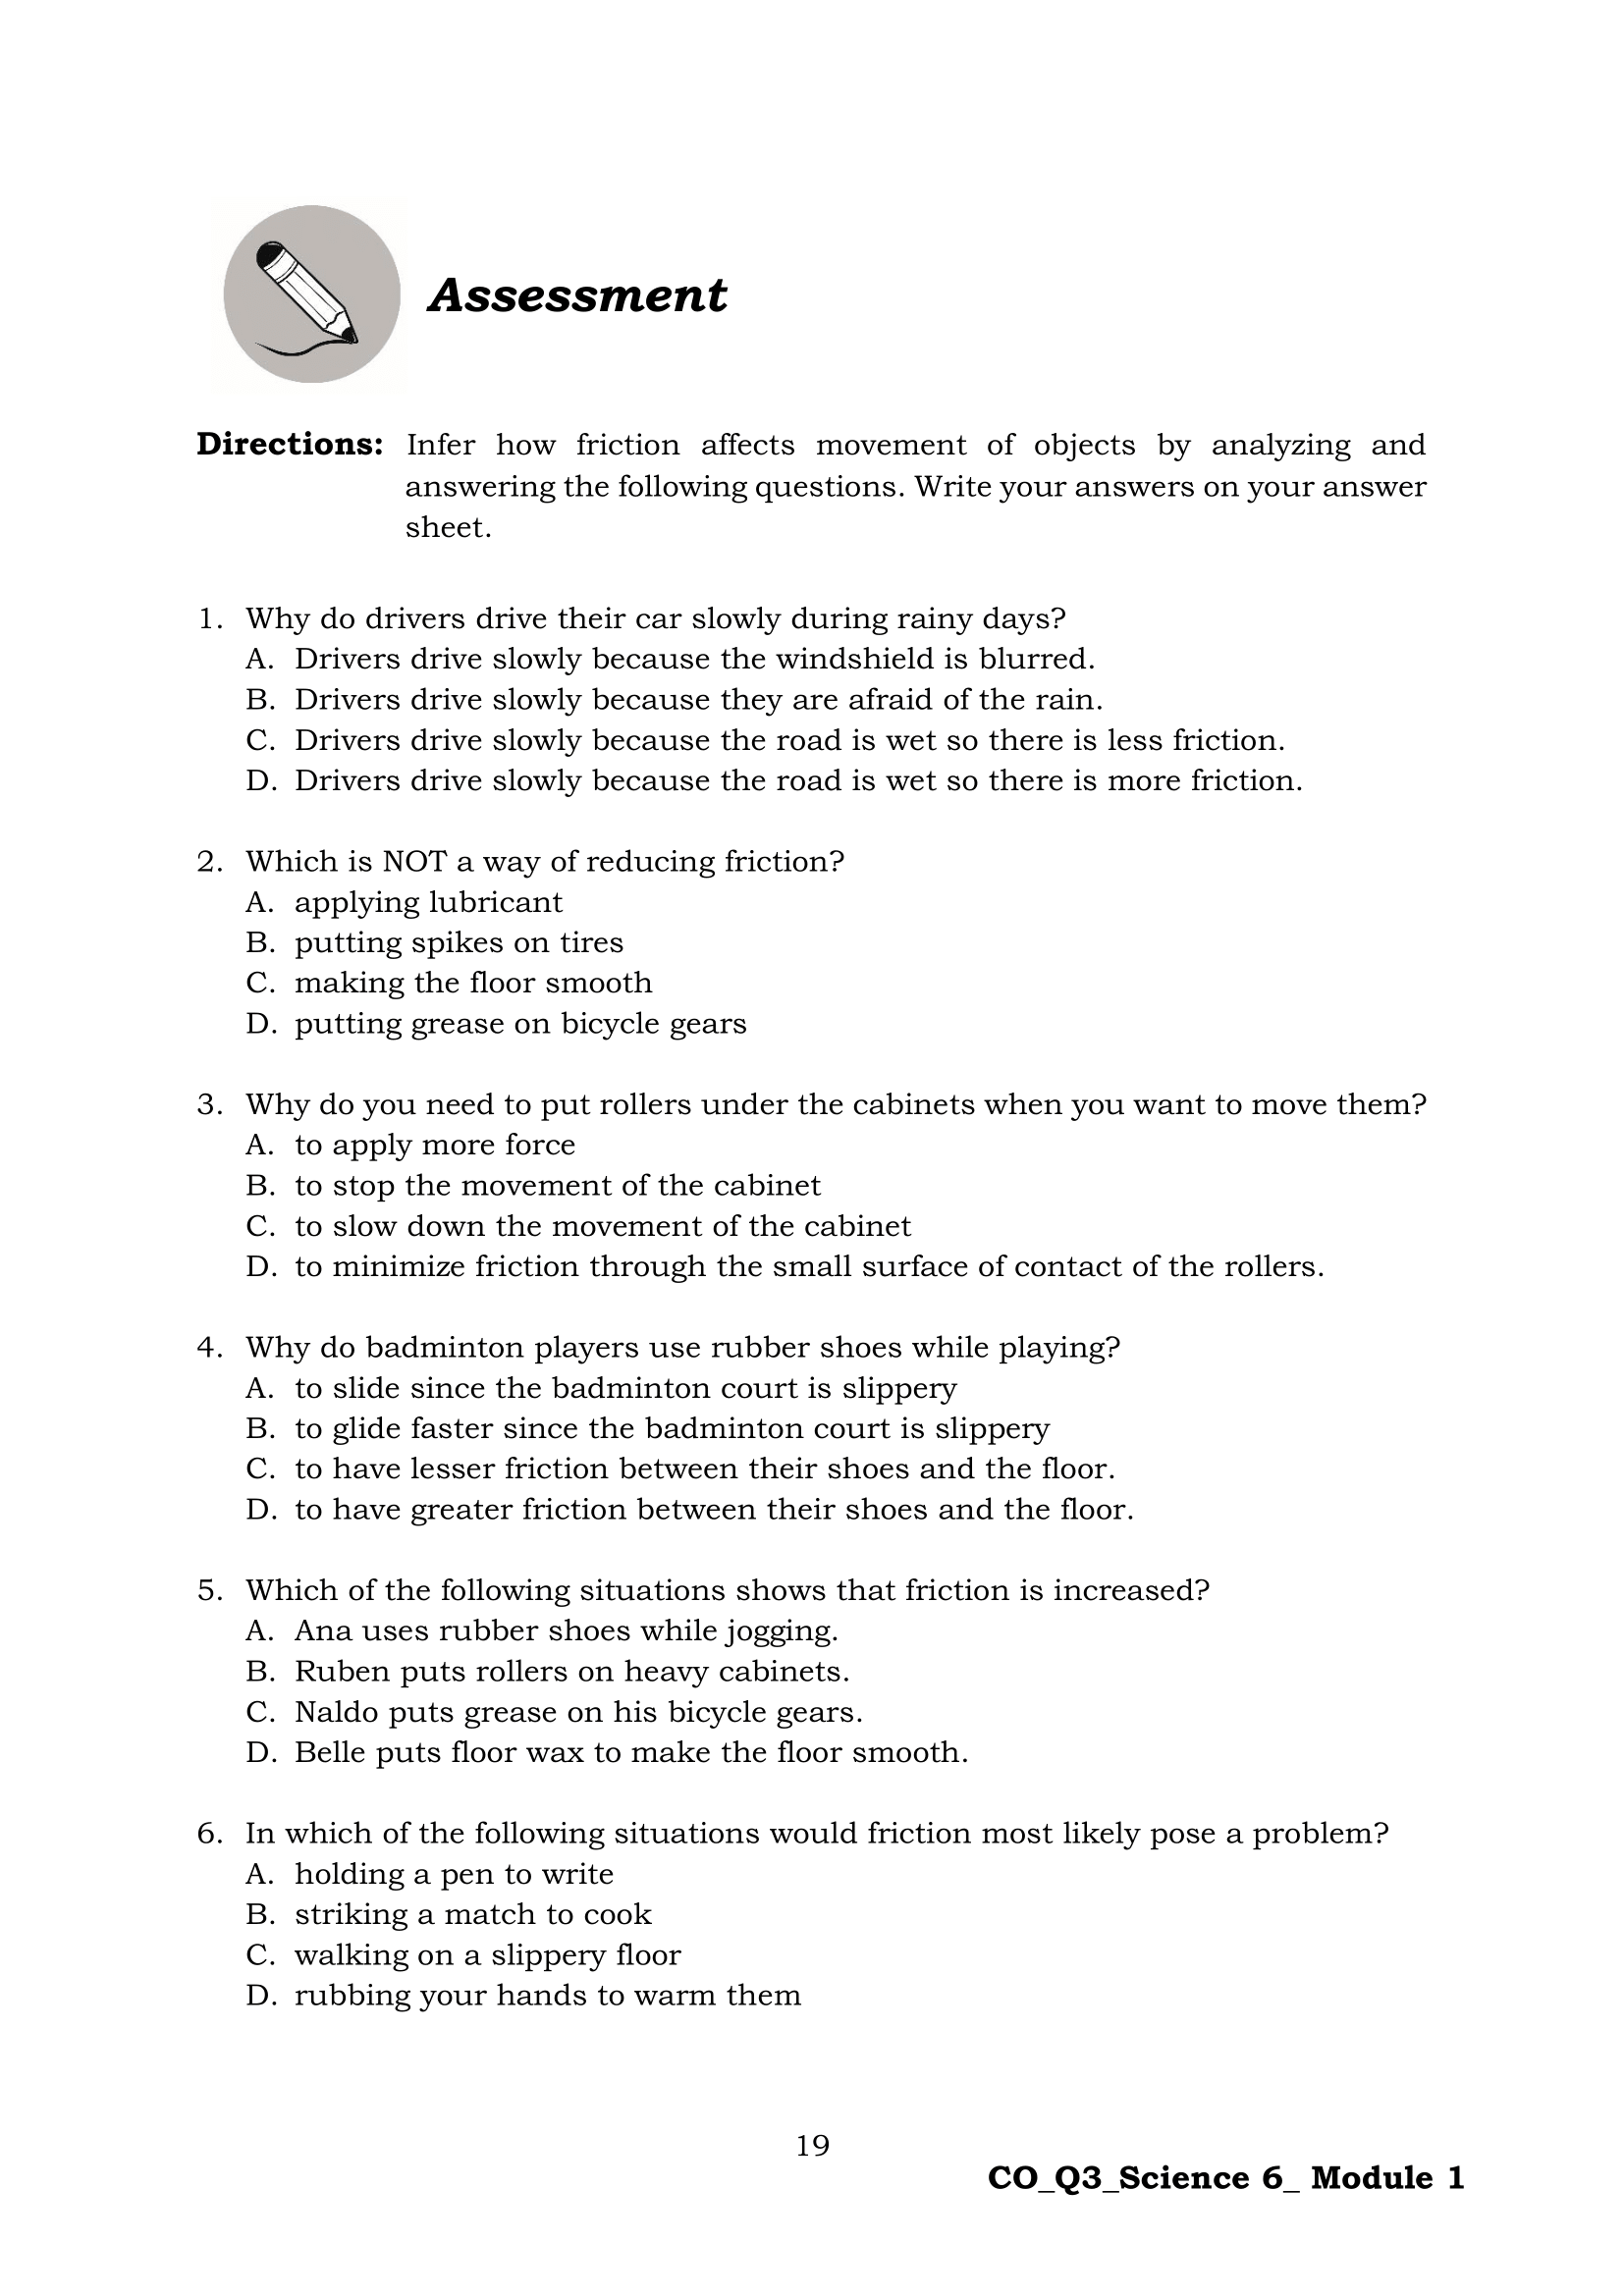 Assessment
Directions: Infer how friction affects movement of objects by analyzing and
answering the following questions. Write your answers on your answer
sheet.
1. Why do drivers drive their car slowly during rainy days?
A. Drivers drive slowly because the windshield is blurred.
B. Drivers drive slowly because they are afraid of the rain.
C. Drivers drive slowly because the road is wet so there is less friction.
D. Drivers drive slowly because the road is wet so there is more friction.
2. Which is NOT a way of reducing friction?
A. applying lubricant
B. putting spikes on tires
C. making the floor smooth
D. putting grease on bicycle gears
3. Why do you need to put rollers under the cabinets when you want to move them?
A. to apply more force
B. to stop the movement of the cabinet
C. to slow down the movement of the cabinet
D. to minimize friction through the small surface of contact of the rollers.
4. Why do badminton players use rubber shoes while playing?
A. to slide since the badminton court is slippery
B. to glide faster since the badminton court is slippery
C. to have lesser friction between their shoes and the floor.
D. to have greater friction between their shoes and the floor.
5. Which of the following situations shows that friction is increased?
A. Ana uses rubber shoes while jogging.
B. Ruben puts rollers on heavy cabinets.
C. Naldo puts grease on his bicycle gears.
D. Belle puts floor wax to make the floor smooth.
6. In which of the following situations would friction most likely pose a problem?
A. holding a pen to write
B. striking a match to cook
C. walking on a slippery floor
D. rubbing your hands to warm them
19
CO_Q3_Science 6_ Module 1